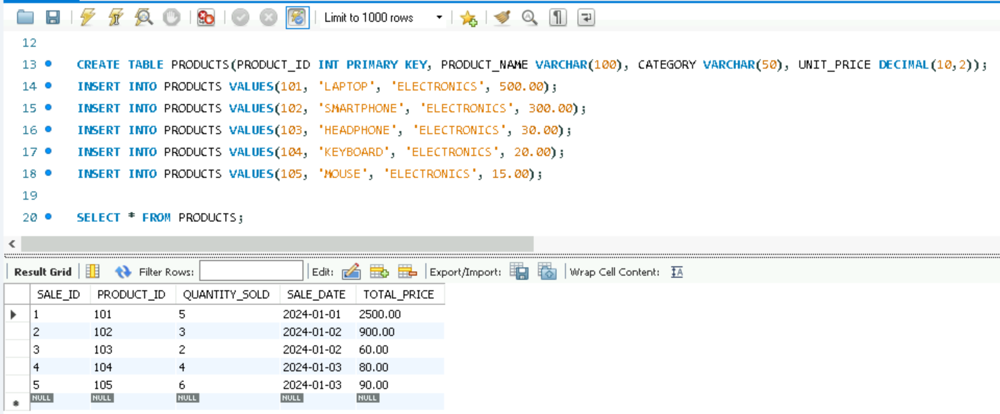 Limit to 1000 rows
12
13 CREATE TABLE PRODUCTS(PRODUCT_ID INT PRIMARY KEY, PRODUCT_NAME VARCHAR(100), CATEGORY VARCHAR(50), UNIT_PRICE DECIMAL(10,2));
14 INSERT INTO PRODUCTS VALUES(101, 'LAPTOP', 'ELECTRONICS', 500.00);
15 INSERT INTO PRODUCTS VALUES(102, 'SMARTPHONE', 'ELECTRONICS', 300.00);
16 INSERT INTO PRODUCTS VALUES(103, 'HEADPHONE', 'ELECTRONICS', 30.00);
17 INSERT INTO PRODUCTS VALUES(104, 'KEYBOARD', 'ELECTRONICS', 20.00);
18 INSERT INTO PRODUCTS VALUES(105, 'MOUSE', 'ELECTRONICS', 15.00);
19
20 SELECT * FROM PRODUCTS;
Result Grid Filter Rows: Edit: Export/Import: Wrap Cell Content:
SALE_ID PRODUCT_ID QUANTITY_SOLD SALE_DATE TOTAL_PRICE
1 101 5 2024-01-01 2500.00
2 102 3 2024-01-02 900.00
3 103 2 2024-01-02 60.00
4 104 4 2024-01-03 80.00
5 105 6 2024-01-03 90.00
NULL NULL NULL NULL NULL